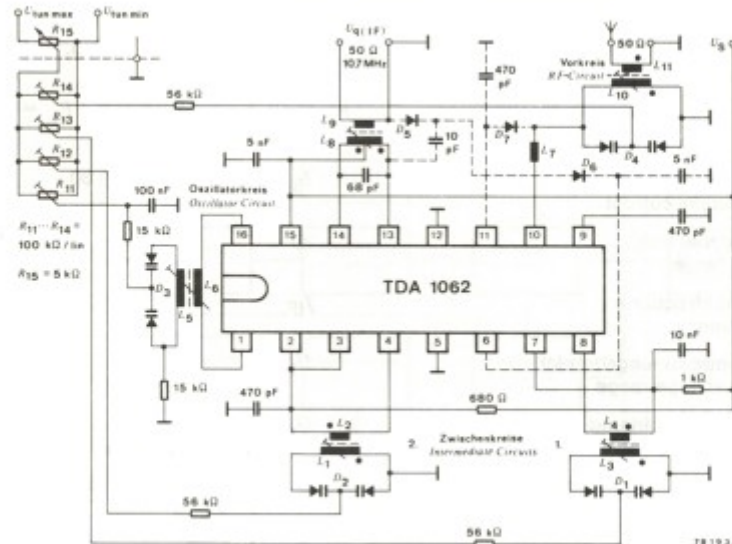 Utun max
Utun min
R15
R14
R13
R12
R11
R11...R14 =
100 kΩ/lin
R15 = 5 kΩ
56 kΩ
100 nF
15 kΩ
D3
L5
L6
15 kΩ
Oszillatorkreis
Oscillator Circuit
Uq(IF)
50 Ω
10.7 MHz
L9
L8
D5
10 pF
5 nF
68 pF
470 pF
D7
L7
Vorkreis
RF-Circuit
50 Ω
L11
L10
D4
D6
5 nF
US
470 pF
16 15 14 13 12 11 10 9
TDA 1062
1 2 3 4 5 6 7 8
10 nF
1 kΩ
470 pF
680 Ω
L2
L1
D2
2. Zwischenkreise 1.
Intermediate Circuits
L4
L3
D1
56 kΩ
56 kΩ
78193